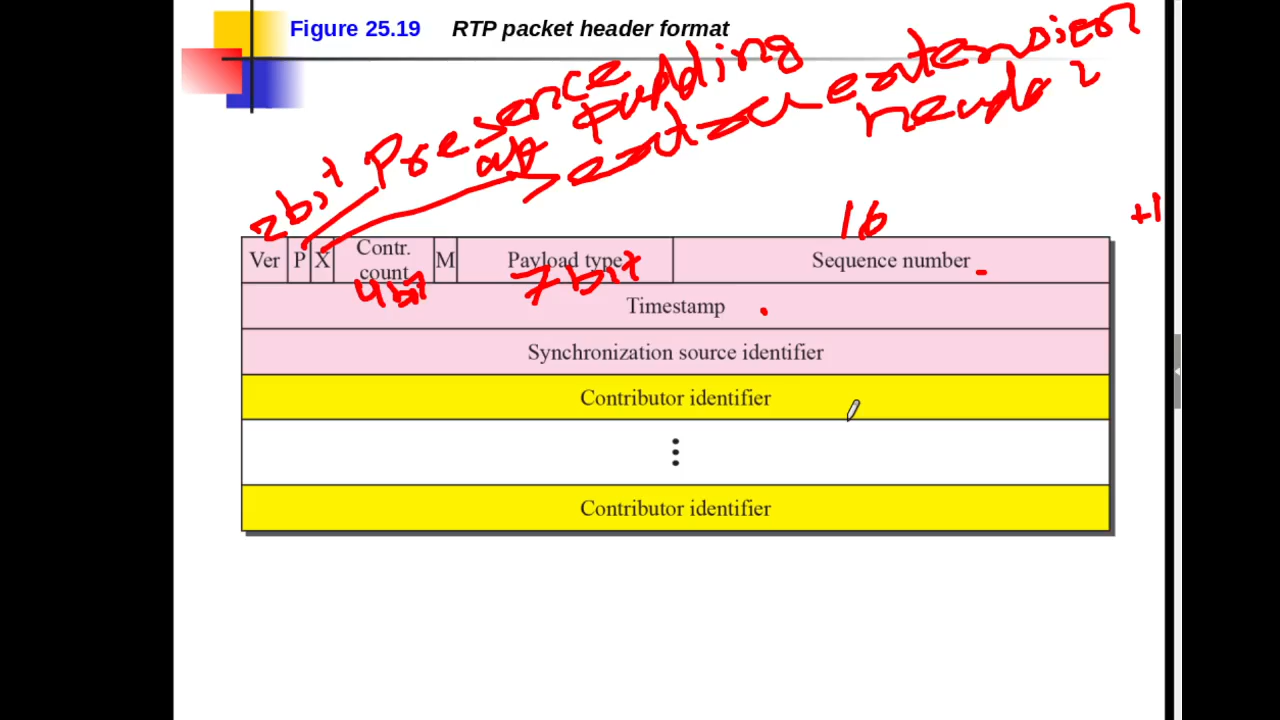 Figure 25.19 RTP packet header format
Presence padding
extension
header
2bit
16
+1
Ver P X Contr. count M Payload type Sequence number
4bit 7bit
Timestamp
Synchronization source identifier
Contributor identifier
Contributor identifier